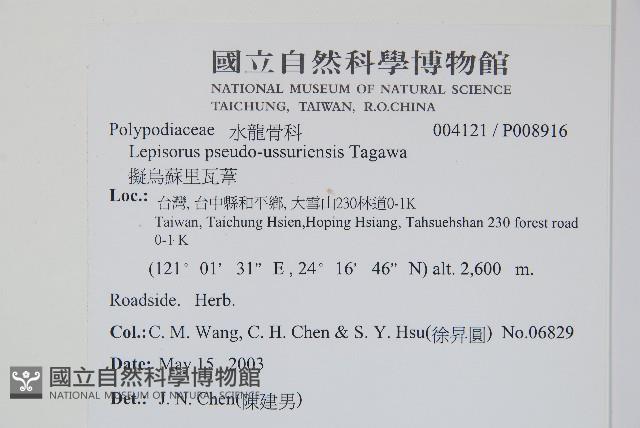 國立自然科學博物館
NATIONAL MUSEUM OF NATURAL SCIENCE
TAICHUNG, TAIWAN, R.O.CHINA
Polypodiaceae 水龍骨科 004121 / P008916
Lepisorus pseudo-ussuriensis Tagawa
擬烏蘇里瓦葦
Loc.: 台灣, 台中縣和平鄉, 大雪山230林道0-1K
Taiwan, Taichung Hsien,Hoping Hsiang, Tahsuehshan 230 forest road
0-1 K
(121° 01' 31” E , 24° 16' 46” N) alt. 2,600 m.
Roadside. Herb.
Col.: C. M. Wang, C. H. Chen & S. Y. Hsu(徐昇圓) No.06829
Date: May 15, 2003
國立自然科學博物館
NATIONAL MUSEUM OF NATURAL SCIENCE
Det.: J. N. Chen(陳建男)